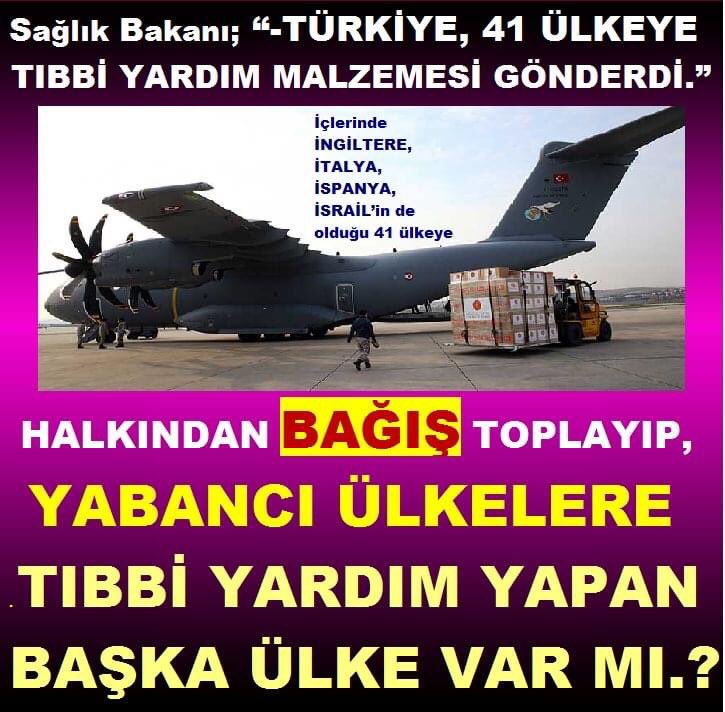 Sağlık Bakanı; “-TÜRKİYE, 41 ÜLKEYE
TIBBİ YARDIM MALZEMESİ GÖNDERDİ.”
İçlerinde
İNGİLTERE,
İTALYA,
İSPANYA,
İSRAİL’in de
olduğu 41 ülkeye
HALKINDAN BAĞIŞ TOPLAYIP,
YABANCI ÜLKELERE
TIBBİ YARDIM YAPAN
BAŞKA ÜLKE VAR MI.?